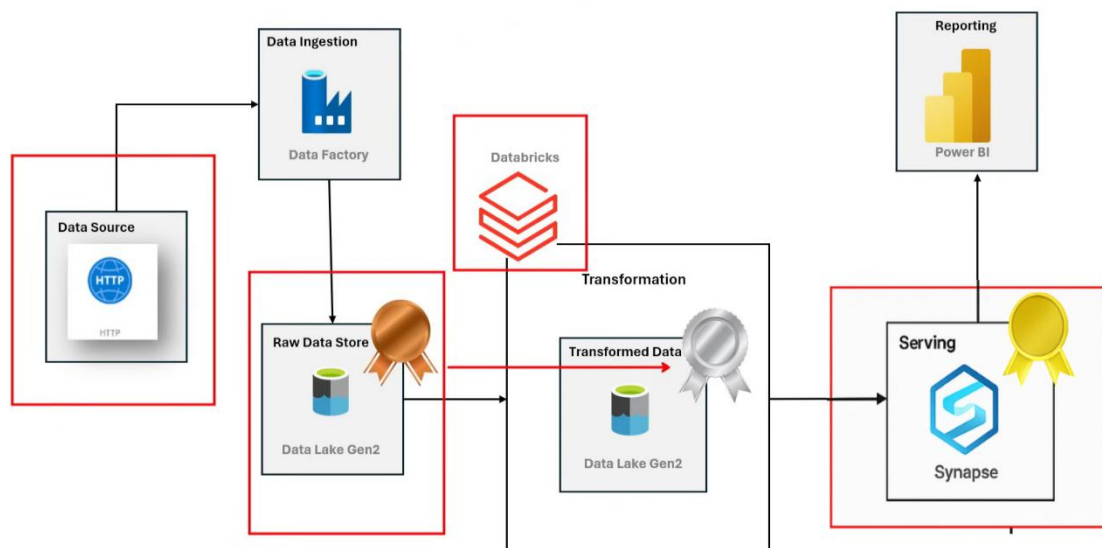 Data Ingestion
Data Factory
Data Source
HTTP
HTTP
Databricks
Transformation
Raw Data Store
Data Lake Gen2
Transformed Data
Data Lake Gen2
Serving
Synapse
Reporting
Power BI